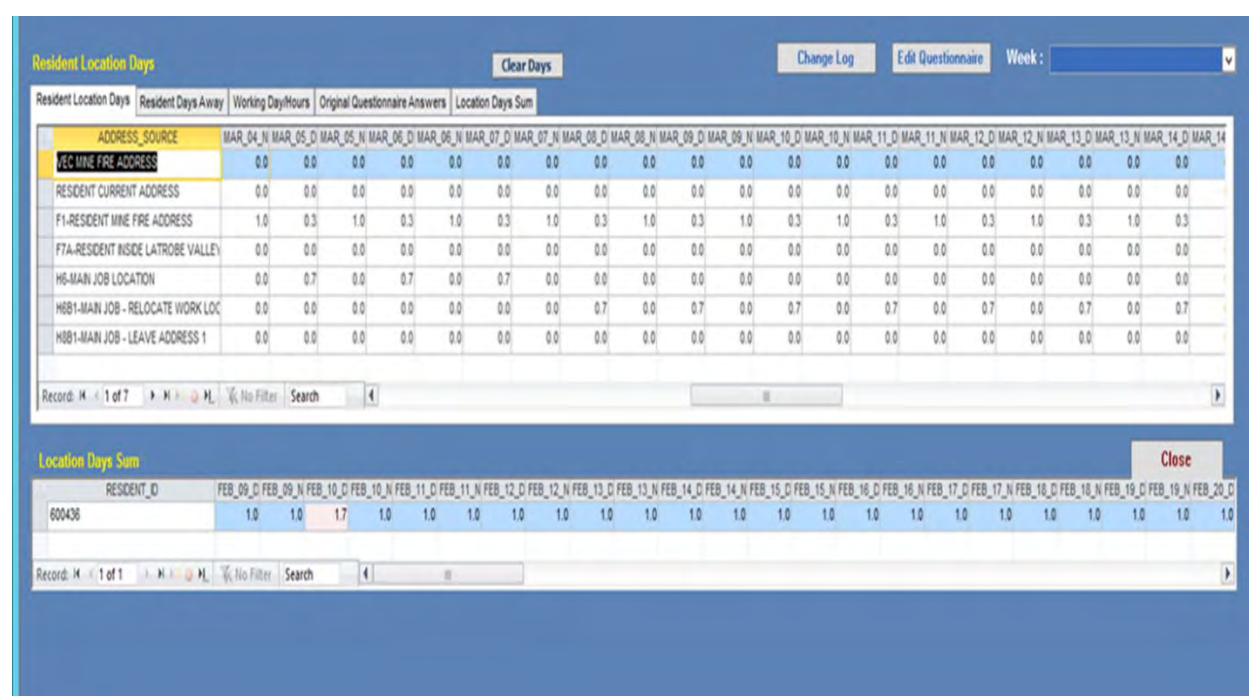 Resident Location Days Clear Days Change Log Edit Questionnaire Week :
Resident Location Days Resident Days Away Working Day/Hours Original Questionnaire Answers Location Days Sum
ADDRESS_SOURCE MAR_04_N MAR_05_D MAR_05_N MAR_06_D MAR_06_N MAR_07_D MAR_07_N MAR_08_D MAR_08_N MAR_09_D MAR_09_N MAR_10_D MAR_10_N MAR_11_D MAR_11_N MAR_12_D MAR_12_N MAR_13_D MAR_13_N MAR_14_D MAR_14
VEC MINE FIRE ADDRESS 0.0 0.0 0.0 0.0 0.0 0.0 0.0 0.0 0.0 0.0 0.0 0.0 0.0 0.0 0.0 0.0 0.0 0.0 0.0 0.0
RESIDENT CURRENT ADDRESS 0.0 0.0 0.0 0.0 0.0 0.0 0.0 0.0 0.0 0.0 0.0 0.0 0.0 0.0 0.0 0.0 0.0 0.0 0.0 0.0
F1-RESIDENT MINE FIRE ADDRESS 1.0 0.3 1.0 0.3 1.0 0.3 1.0 0.3 1.0 0.3 1.0 0.3 1.0 0.3 1.0 0.3 1.0 0.3 1.0 0.3
F7A-RESIDENT INSIDE LATROBE VALLEY 0.0 0.0 0.0 0.0 0.0 0.0 0.0 0.0 0.0 0.0 0.0 0.0 0.0 0.0 0.0 0.0 0.0 0.0 0.0 0.0
H6-MAIN JOB LOCATION 0.0 0.7 0.0 0.7 0.0 0.7 0.0 0.0 0.0 0.0 0.0 0.0 0.0 0.0 0.0 0.0 0.0 0.0 0.0 0.0
H6B1-MAIN JOB - RELOCATE WORK LOC 0.0 0.0 0.0 0.0 0.0 0.0 0.0 0.7 0.0 0.7 0.0 0.7 0.0 0.7 0.0 0.7 0.0 0.7 0.0 0.7
H8B1-MAIN JOB - LEAVE ADDRESS 1 0.0 0.0 0.0 0.0 0.0 0.0 0.0 0.0 0.0 0.0 0.0 0.0 0.0 0.0 0.0 0.0 0.0 0.0 0.0 0.0
Record: 1 of 7 No Filter Search
Location Days Sum Close
RESIDENT_ID FEB_09_D FEB_09_N FEB_10_D FEB_10_N FEB_11_D FEB_11_N FEB_12_D FEB_12_N FEB_13_D FEB_13_N FEB_14_D FEB_14_N FEB_15_D FEB_15_N FEB_16_D FEB_16_N FEB_17_D FEB_17_N FEB_18_D FEB_18_N FEB_19_D FEB_19_N FEB_20_D
600436 1.0 1.0 1.7 1.0 1.0 1.0 1.0 1.0 1.0 1.0 1.0 1.0 1.0 1.0 1.0 1.0 1.0 1.0 1.0 1.0 1.0 1.0 1.0
Record: 1 of 1 No Filter Search